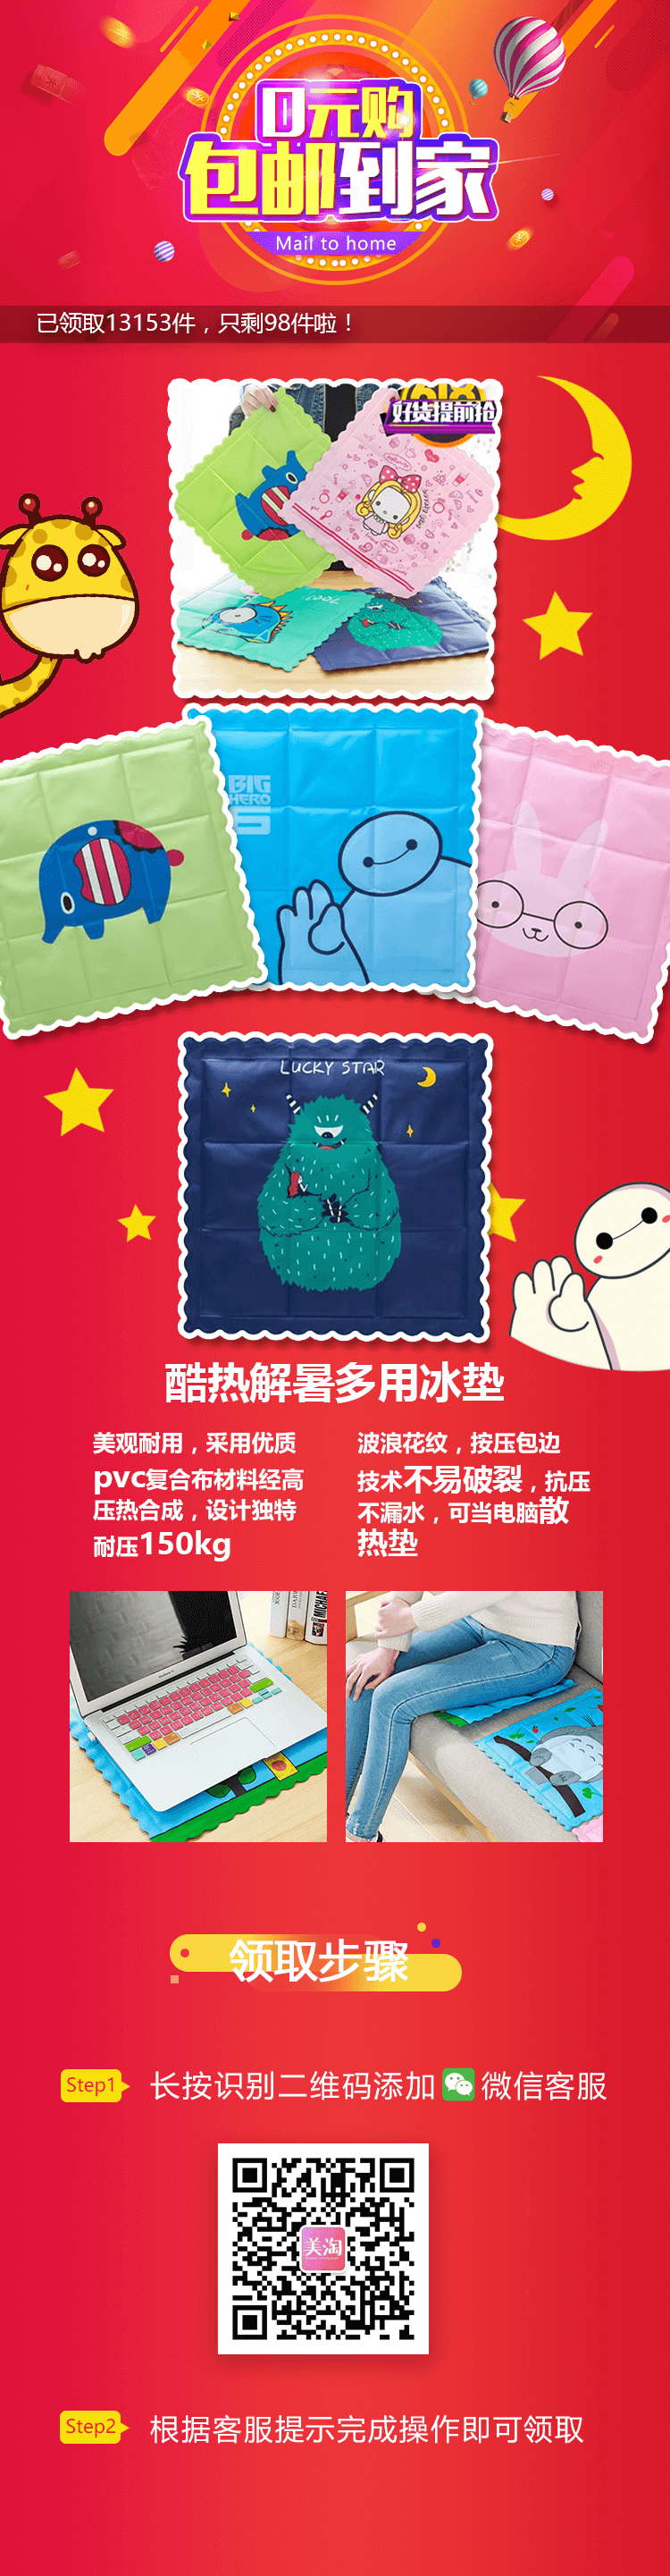 0元购
包邮到家
Mail to home
已领取13153件，只剩98件啦！
618
好货提前抢
BIG
HERO
6
LUCKY STAR
酷热解暑多用冰垫
美观耐用，采用优质
pvc复合布材料经高
压热合成，设计独特
耐压150kg
波浪花纹，按压包边
技术不易破裂，抗压
不漏水，可当电脑散
热垫
领取步骤
Step1 长按识别二维码添加 微信客服
美淘
Step2 根据客服提示完成操作即可领取